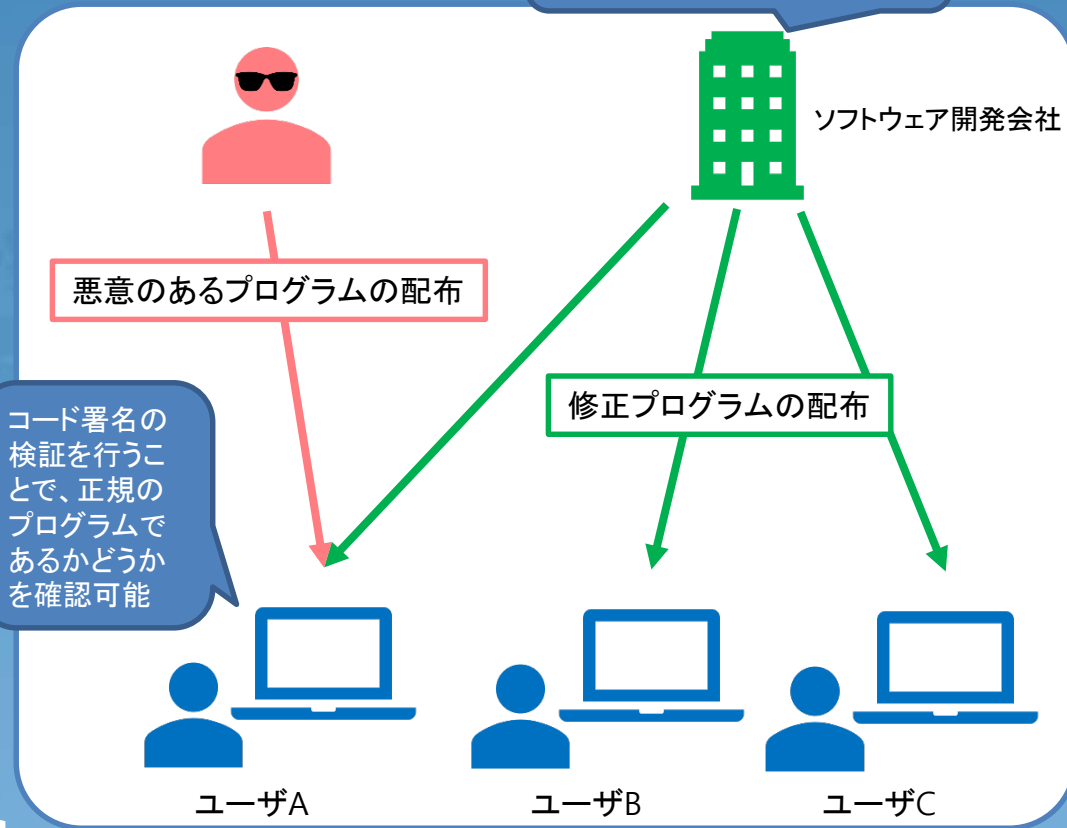 ソフトウェア開発会社
悪意のあるプログラムの配布
修正プログラムの配布
コード署名の
検証を行うこ
とで、正規の
プログラムで
あるかどうか
を確認可能
ユーザA
ユーザB
ユーザC